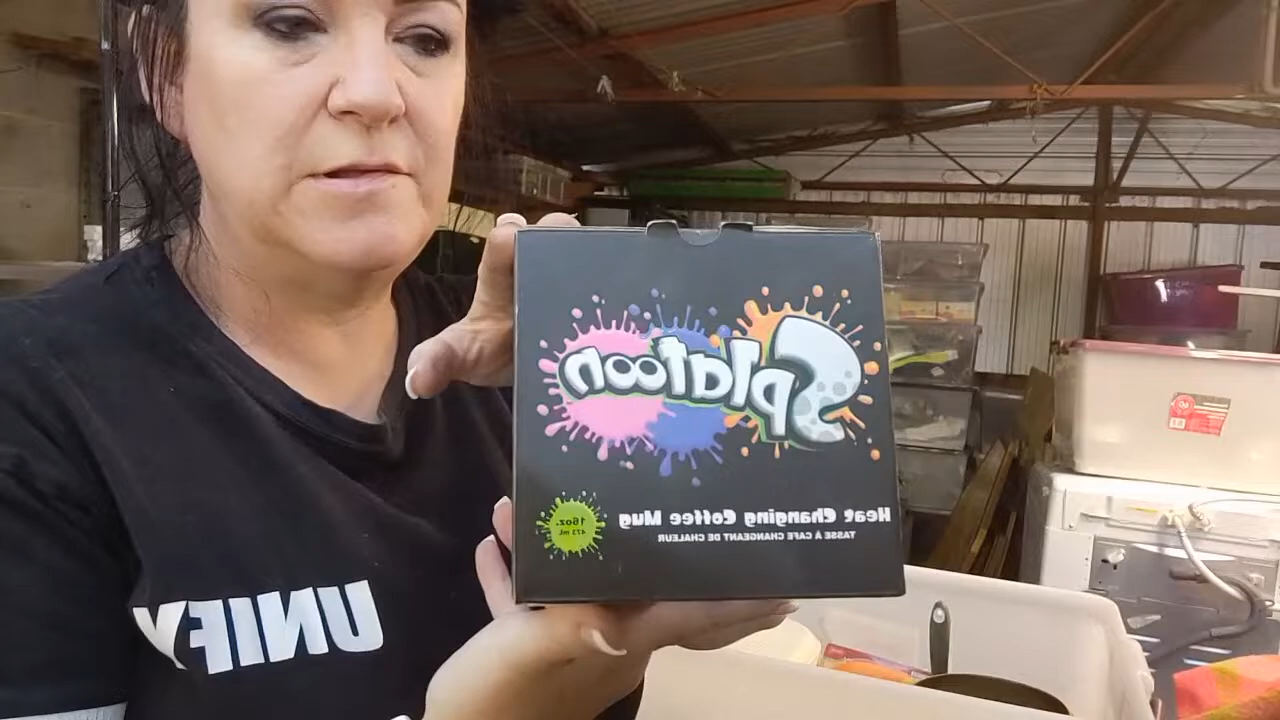 Splatoon
Heat Changing Coffee Mug
TASSE À CAFÉ CHANGEANT DE CHALEUR
16oz.
473 mL
UNIFY